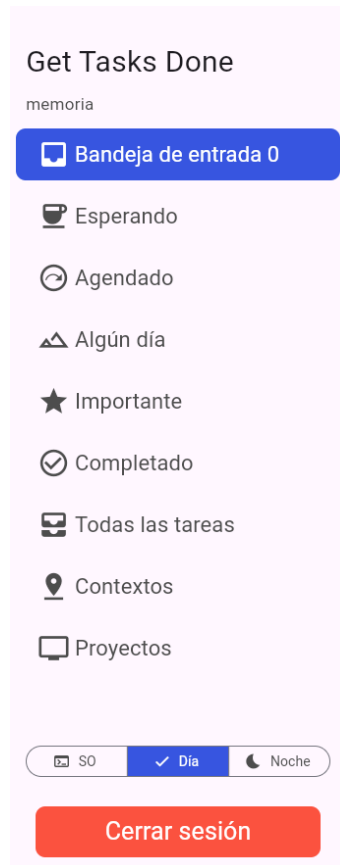 Get Tasks Done
memoria
Bandeja de entrada 0
Esperando
Agendado
Algún día
Importante
Completado
Todas las tareas
Contextos
Proyectos
SO Día Noche
Cerrar sesión